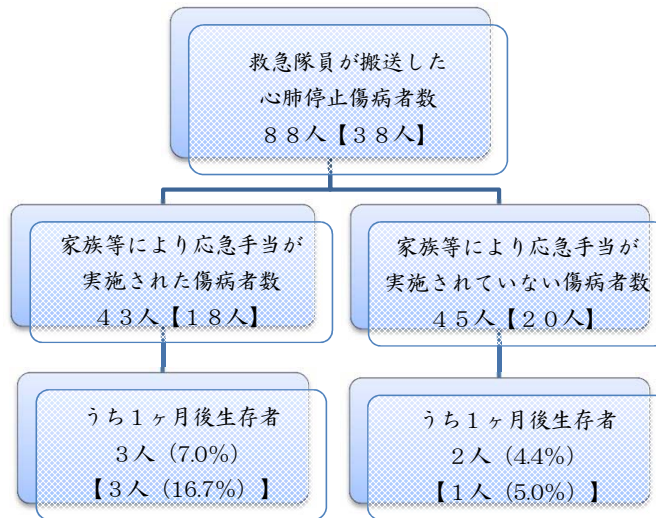 救急隊員が搬送した
心肺停止傷病者数
８８人【３８人】
家族等により応急手当が
実施された傷病者数
４３人【１８人】
家族等により応急手当が
実施されていない傷病者数
４５人【２０人】
うち１ヶ月後生存者
３人（7.0%）
【３人（16.7%）】
うち１ヶ月後生存者
２人（4.4%）
【１人（5.0%）】